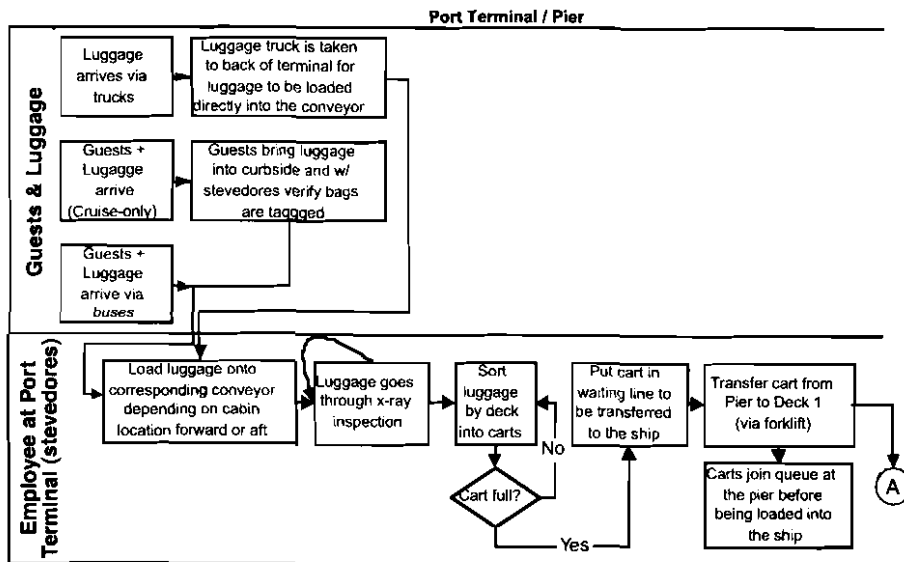 Port Terminal / Pier
Guests & Luggage
Luggage
arrives via
trucks
Luggage truck is taken
to back of terminal for
luggage to be loaded
directly into the conveyor
Guests +
Lugagge
arrive
(Cruise-only)
Guests bring luggage
into curbside and w/
stevedores verify bags
are taqqged
Guests +
Luggage
arrive via
buses
Employee at Port
Terminal (stevedores)
Load luggage onto
corresponding conveyor
depending on cabin
location forward or aft
Luggage goes
through x-ray
inspection
Sort
luggage
by deck
into carts
No
Cart full?
Yes
Put cart in
waiting line to
be transferred
to the ship
Transfer cart from
Pier to Deck 1
(via forklift)
Carts join queue at
the pier before
being loaded into
the ship
A